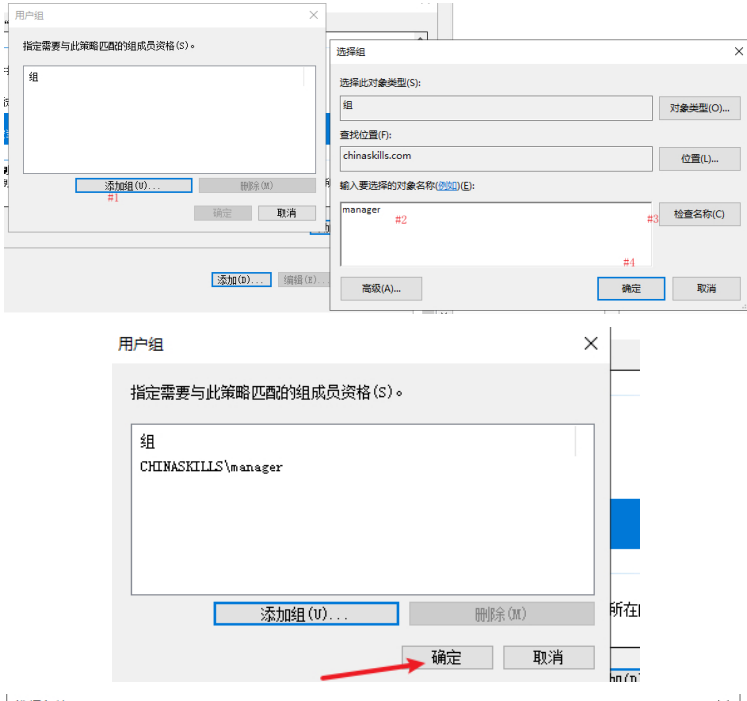 用户组
指定需要与此策略匹配的组成员资格(S)。
组
添加组(U)...
删除(M)
#1
确定
取消
添加(D)...
编辑(E)...
选择组
选择此对象类型(S):
组
对象类型(O)...
查找位置(F):
chinaskills.com
位置(L)...
输入要选择的对象名称(例如)(E):
manager
#2
#3
检查名称(C)
#4
高级(A)...
确定
取消
用户组
指定需要与此策略匹配的组成员资格(S)。
组
CHINASKILLS\manager
添加组(U)...
删除(M)
所在
确定
取消